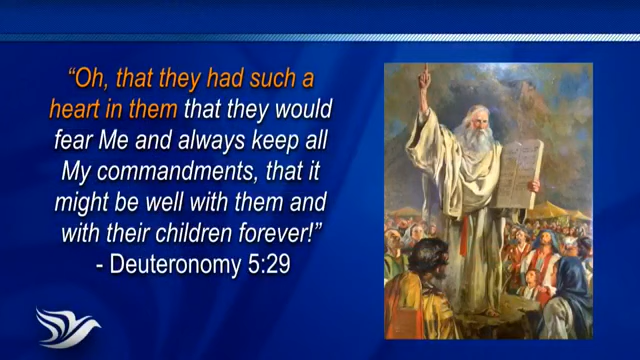 “Oh, that they had such a
heart in them that they would
fear Me and always keep all
My commandments, that it
might be well with them and
with their children forever!”
- Deuteronomy 5:29